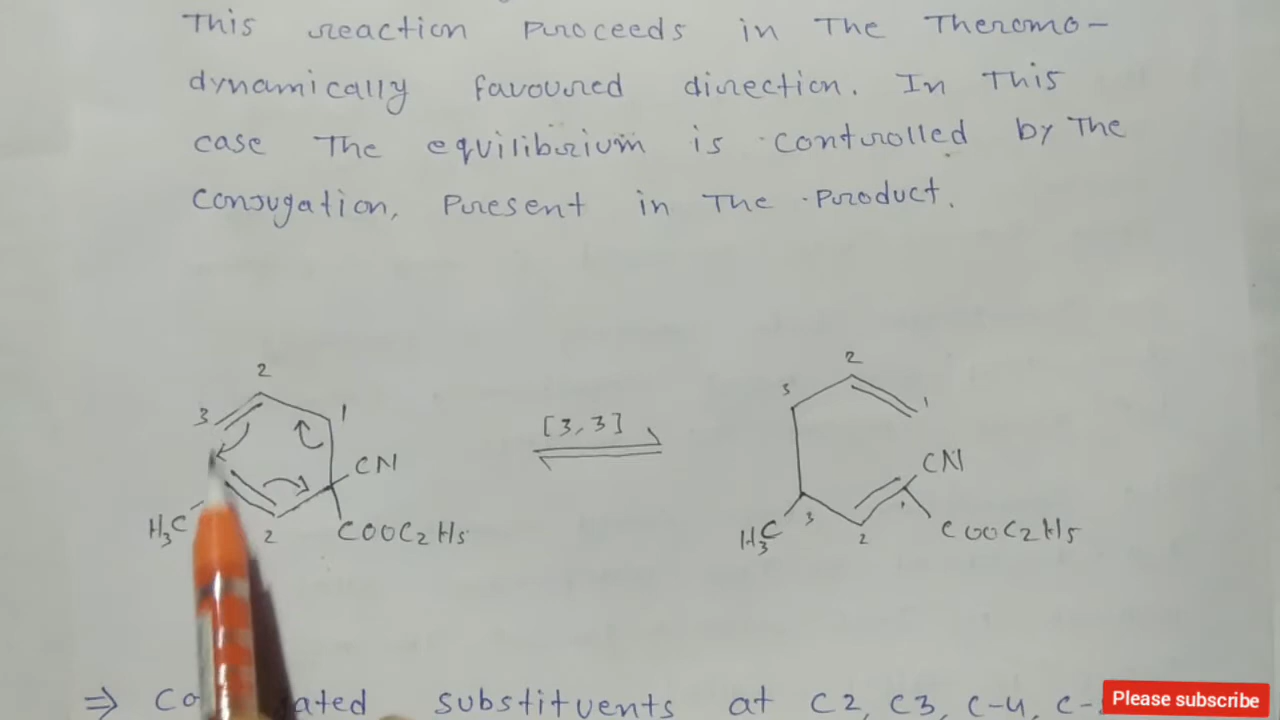 This reaction proceeds in The Thermo-
dynamically favoured direction. In This
case The equilibrium is controlled by The
Conjugation, Present in The Product.
2
3
1
CN
H3C
2
COOC2H5
[3,3]
2
3
1
CN
H3C
3
2
1
COOC2H5
⇒ substituents at C2, C3, C-4,
Please subscribe